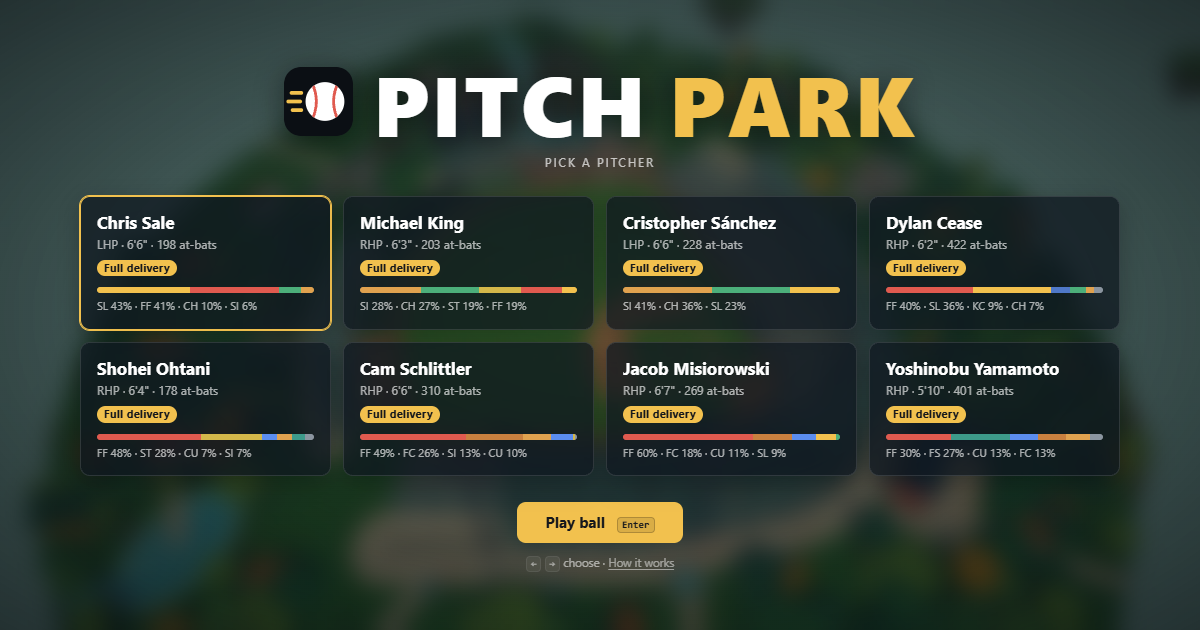 PITCH PARK
PICK A PITCHER
Chris Sale
LHP · 6'6" · 198 at-bats
Full delivery
SL 43% · FF 41% · CH 10% · SI 6%
Michael King
RHP · 6'3" · 203 at-bats
Full delivery
SI 28% · CH 27% · ST 19% · FF 19%
Cristopher Sánchez
LHP · 6'6" · 228 at-bats
Full delivery
SI 41% · CH 36% · SL 23%
Dylan Cease
RHP · 6'2" · 422 at-bats
Full delivery
FF 40% · SL 36% · KC 9% · CH 7%
Shohei Ohtani
RHP · 6'4" · 178 at-bats
Full delivery
FF 48% · ST 28% · CU 7% · SI 7%
Cam Schlittler
RHP · 6'6" · 310 at-bats
Full delivery
FF 49% · FC 26% · SI 13% · CU 10%
Jacob Misiorowski
RHP · 6'7" · 269 at-bats
Full delivery
FF 60% · FC 18% · CU 11% · SL 9%
Yoshinobu Yamamoto
RHP · 5'10" · 401 at-bats
Full delivery
FF 30% · FS 27% · CU 13% · FC 13%
Play ball Enter
← → choose · How it works